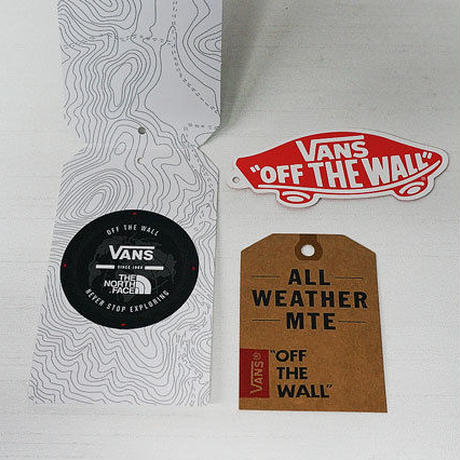 OFF THE WALL
VANS
SINCE 1966
THE
NORTH
FACE
NEVER STOP EXPLORING
VANS
"OFF THE WALL"
ALL
WEATHER
MTE
VANS®
"OFF
THE
WALL"